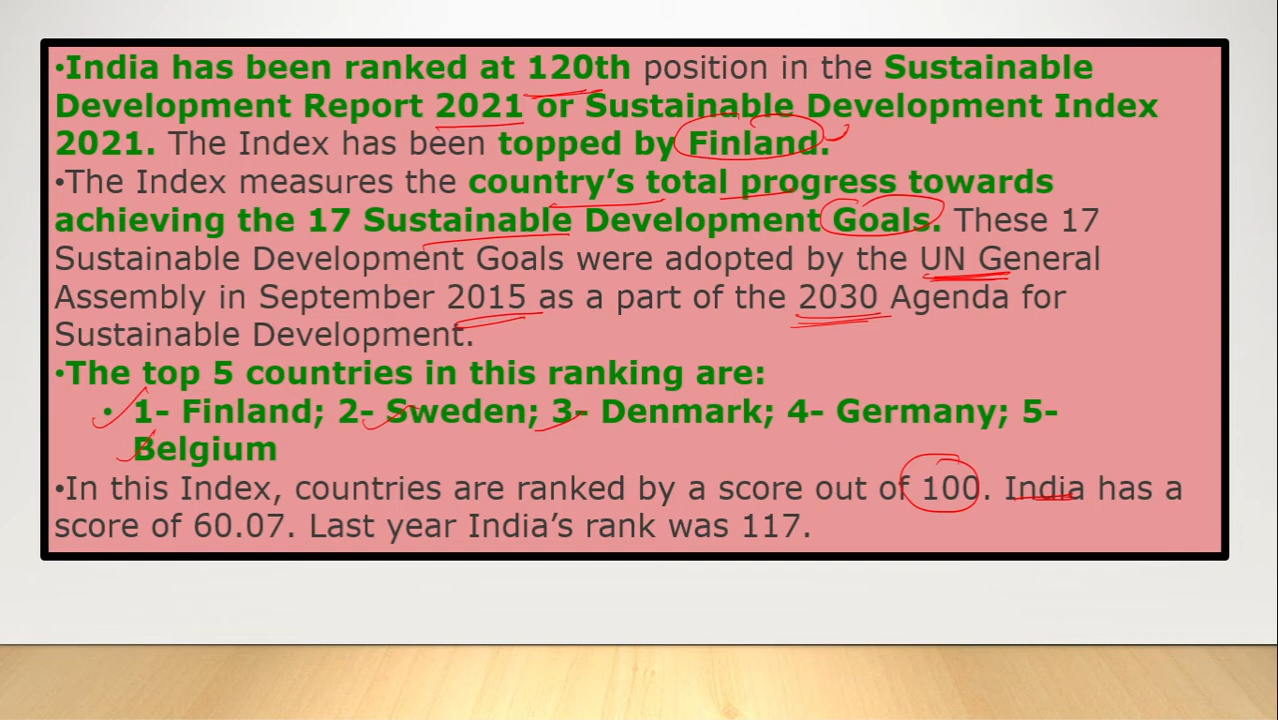 •India has been ranked at 120th position in the Sustainable
Development Report 2021 or Sustainable Development Index
2021. The Index has been topped by Finland.
•The Index measures the country’s total progress towards
achieving the 17 Sustainable Development Goals. These 17
Sustainable Development Goals were adopted by the UN General
Assembly in September 2015 as a part of the 2030 Agenda for
Sustainable Development.
•The top 5 countries in this ranking are:
• 1- Finland; 2- Sweden; 3- Denmark; 4- Germany; 5-
Belgium
•In this Index, countries are ranked by a score out of 100. India has a
score of 60.07. Last year India’s rank was 117.